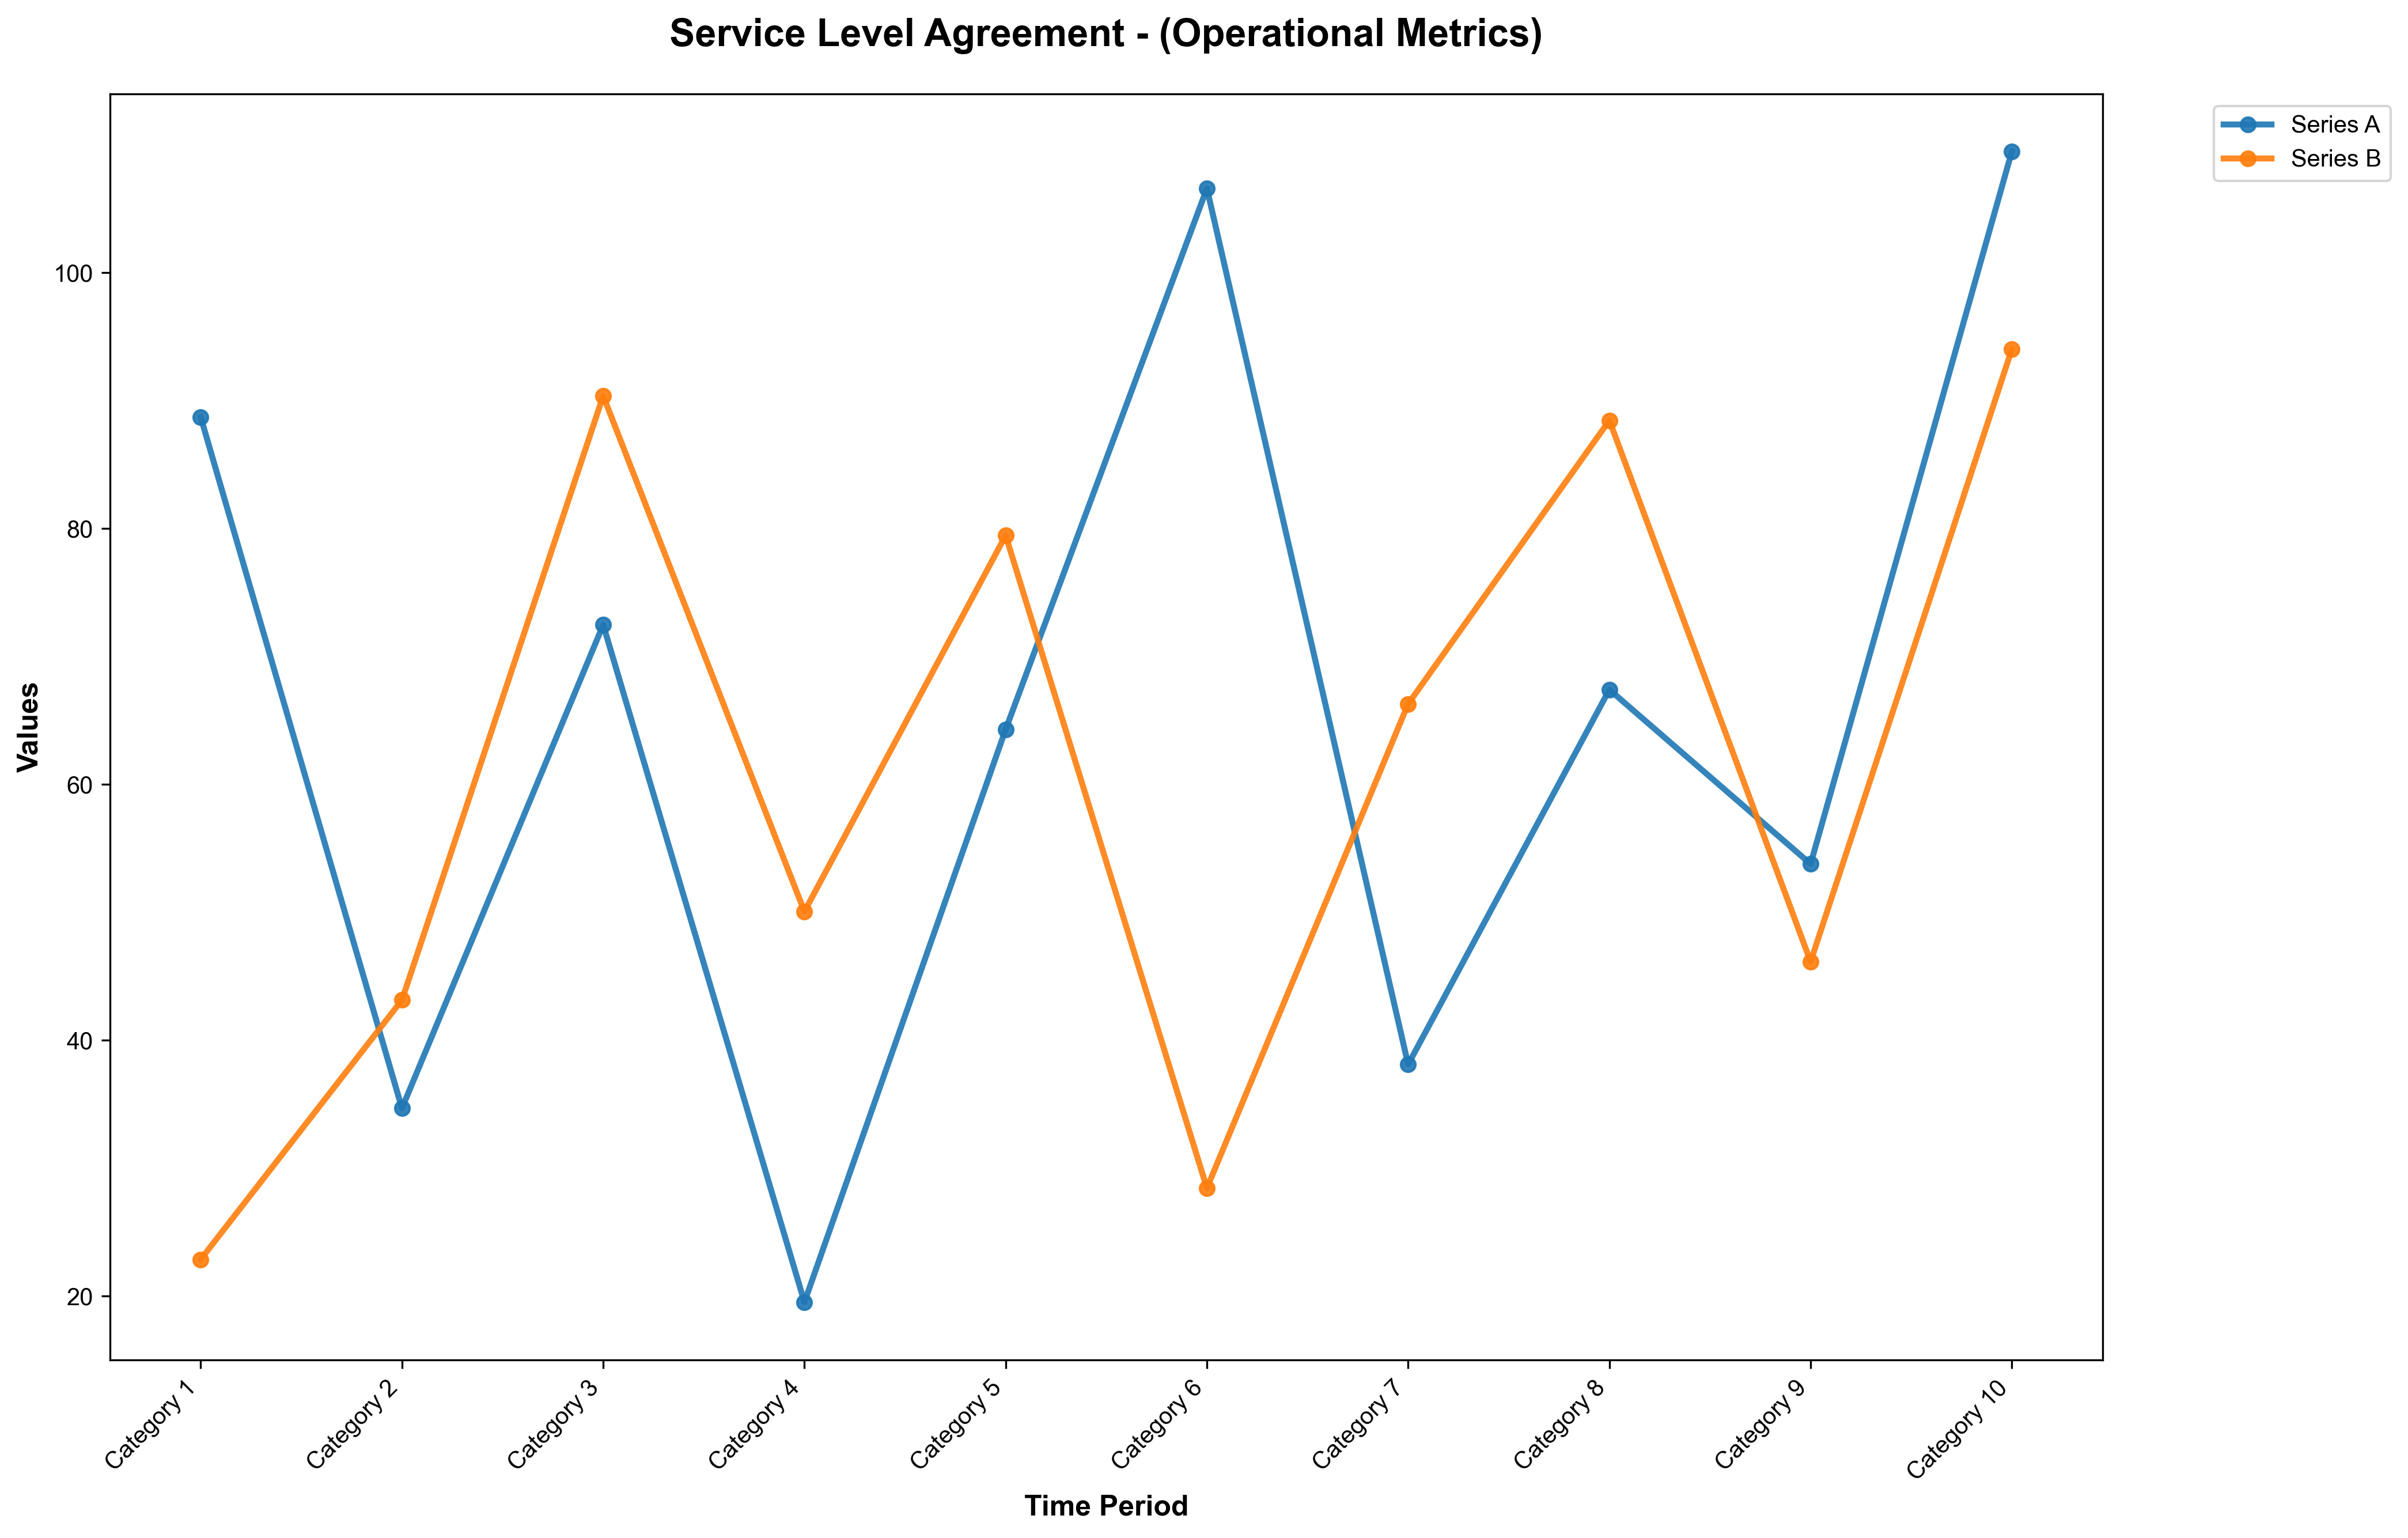 Service Level Agreement - (Operational Metrics)
Series A
Series B
Values
100
80
60
40
20
Category 1
Category 2
Category 3
Category 4
Category 5
Category 6
Category 7
Category 8
Category 9
Category 10
Time Period